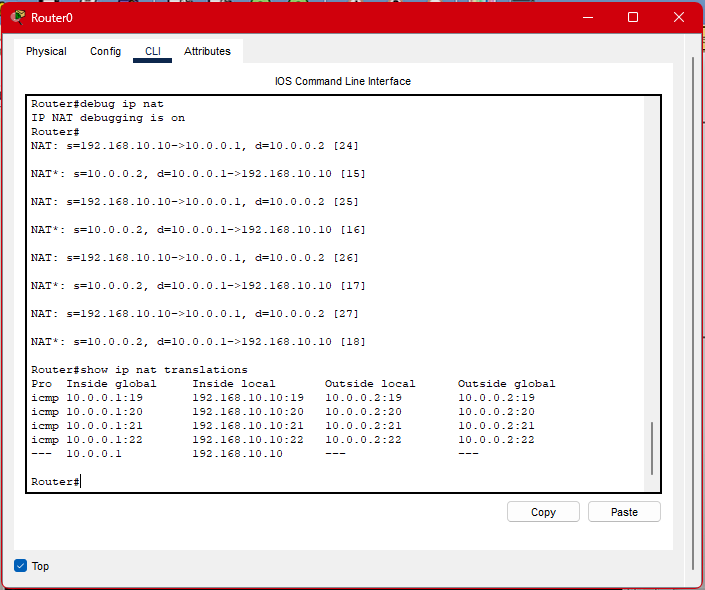 Router0
Physical Config CLI Attributes
IOS Command Line Interface
Router#debug ip nat
IP NAT debugging is on
Router#
NAT: s=192.168.10.10->10.0.0.1, d=10.0.0.2 [24]
NAT*: s=10.0.0.2, d=10.0.0.1->192.168.10.10 [15]
NAT: s=192.168.10.10->10.0.0.1, d=10.0.0.2 [25]
NAT*: s=10.0.0.2, d=10.0.0.1->192.168.10.10 [16]
NAT: s=192.168.10.10->10.0.0.1, d=10.0.0.2 [26]
NAT*: s=10.0.0.2, d=10.0.0.1->192.168.10.10 [17]
NAT: s=192.168.10.10->10.0.0.1, d=10.0.0.2 [27]
NAT*: s=10.0.0.2, d=10.0.0.1->192.168.10.10 [18]
Router#show ip nat translations
Pro  Inside global     Inside local       Outside local      Outside global
icmp 10.0.0.1:19       192.168.10.10:19   10.0.0.2:19        10.0.0.2:19
icmp 10.0.0.1:20       192.168.10.10:20   10.0.0.2:20        10.0.0.2:20
icmp 10.0.0.1:21       192.168.10.10:21   10.0.0.2:21        10.0.0.2:21
icmp 10.0.0.1:22       192.168.10.10:22   10.0.0.2:22        10.0.0.2:22
---  10.0.0.1          192.168.10.10      ---                ---
Router#
Copy Paste
Top